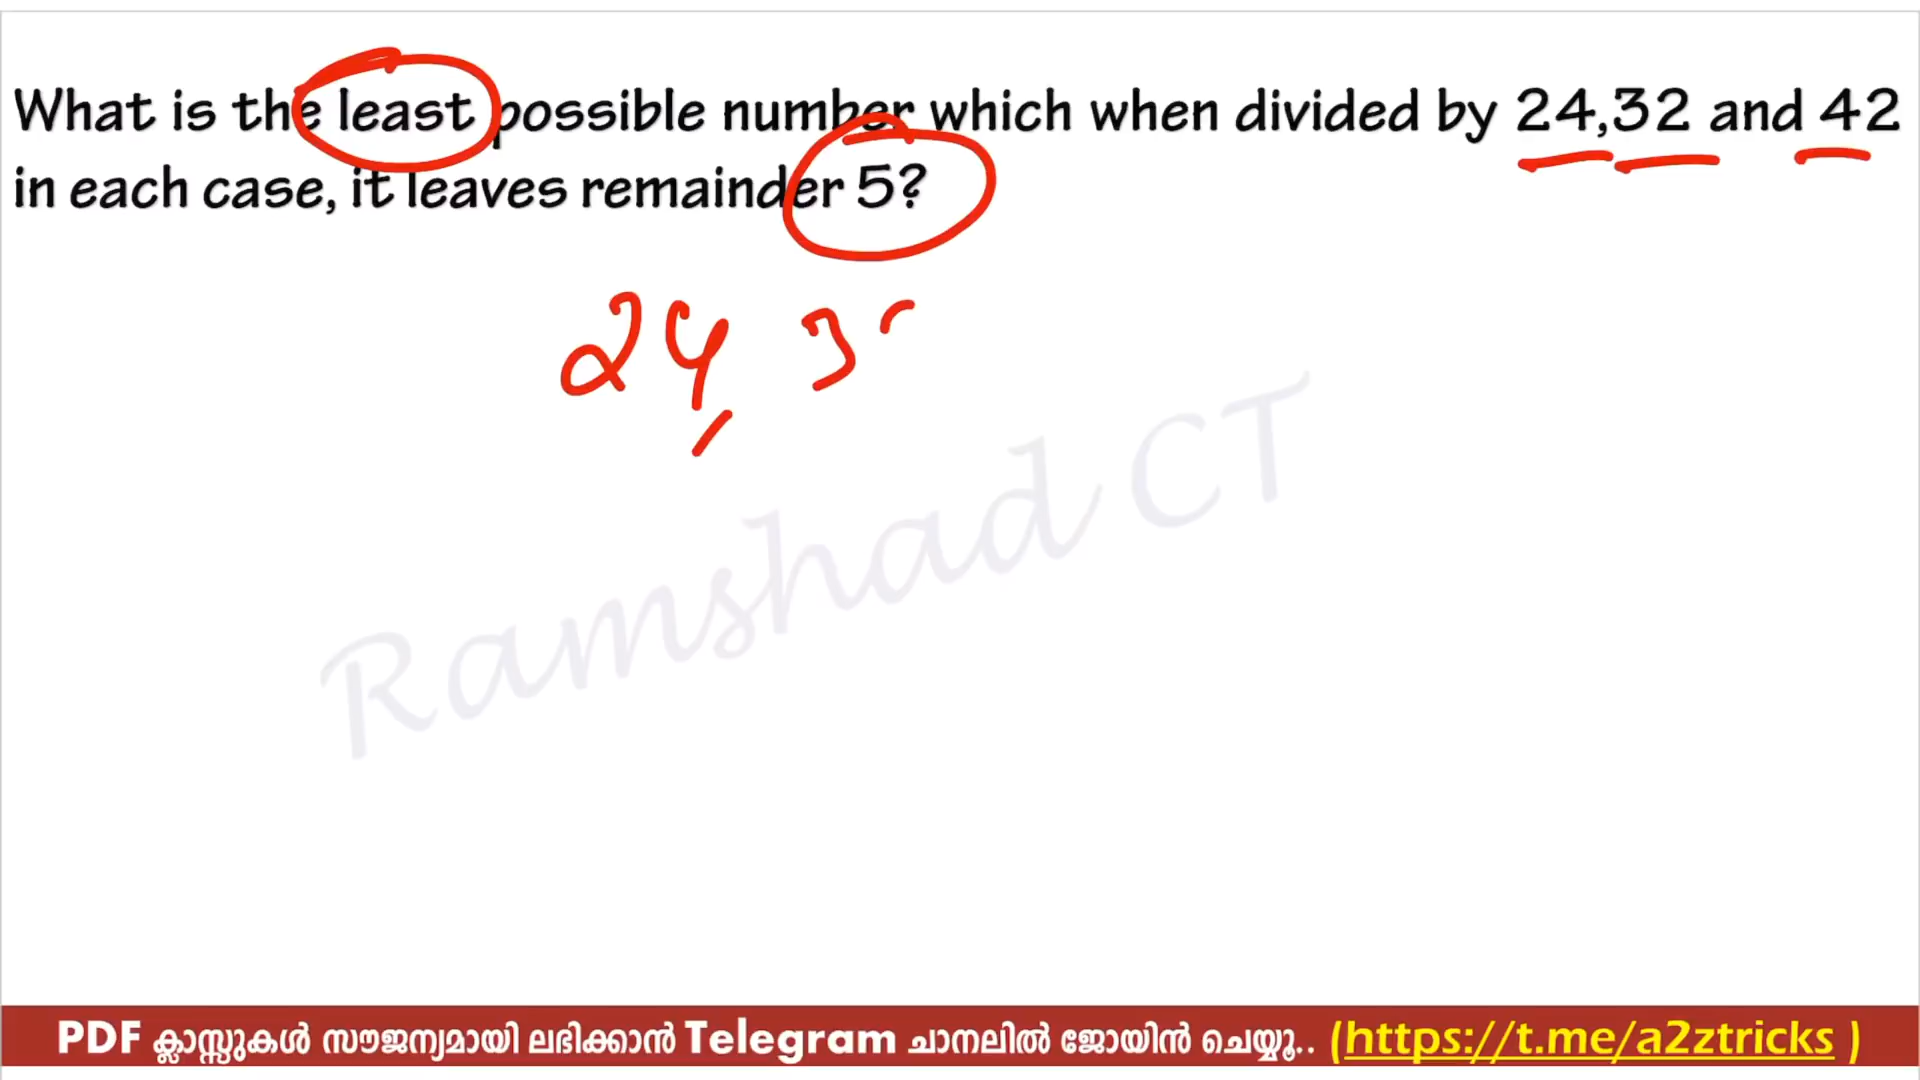 What is the least possible number which when divided by 24,32 and 42
in each case, it leaves remainder 5?
24, 3
Ramshad CT
PDF ക്ലാസ്സുകൾ സൗജന്യമായി ലഭിക്കാൻ Telegram ചാനലിൽ ജോയിൻ ചെയ്യൂ.. (https://t.me/a2ztricks )